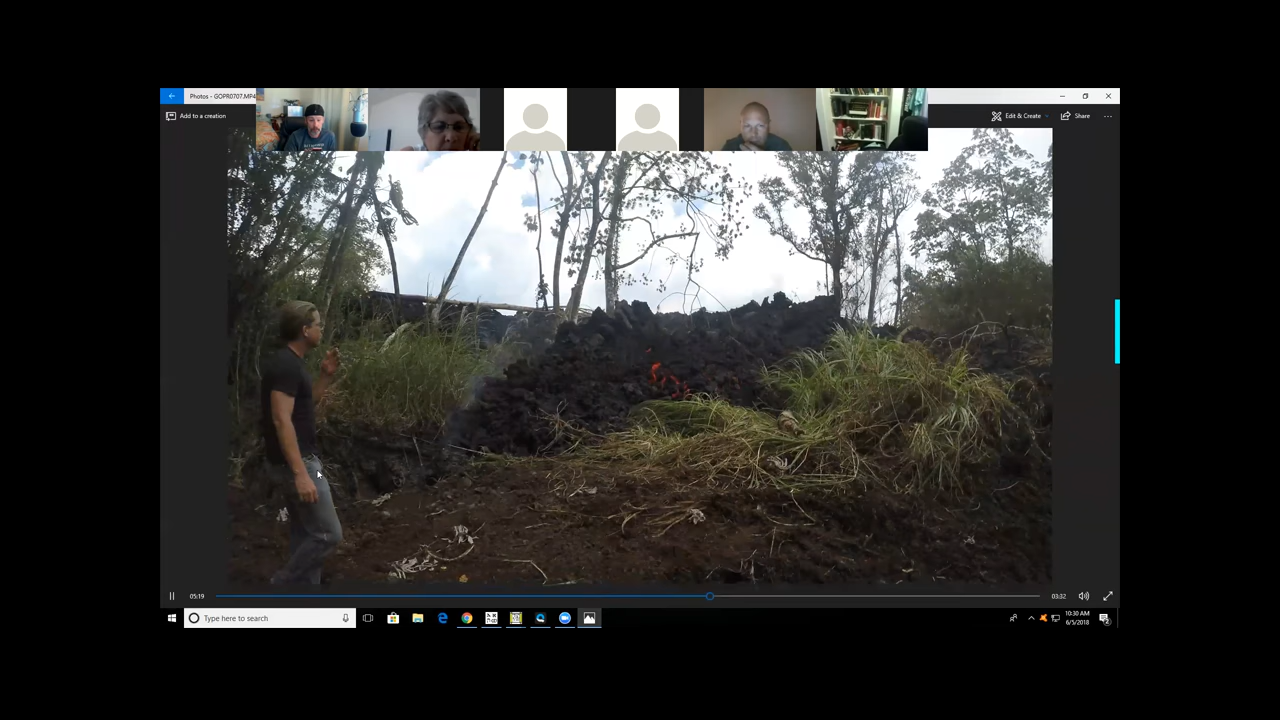 Photos - GOPR0707.MP4
Add to a creation
Edit & Create
Share
05:19
03:32
Type here to search
10:30 AM
6/5/2018